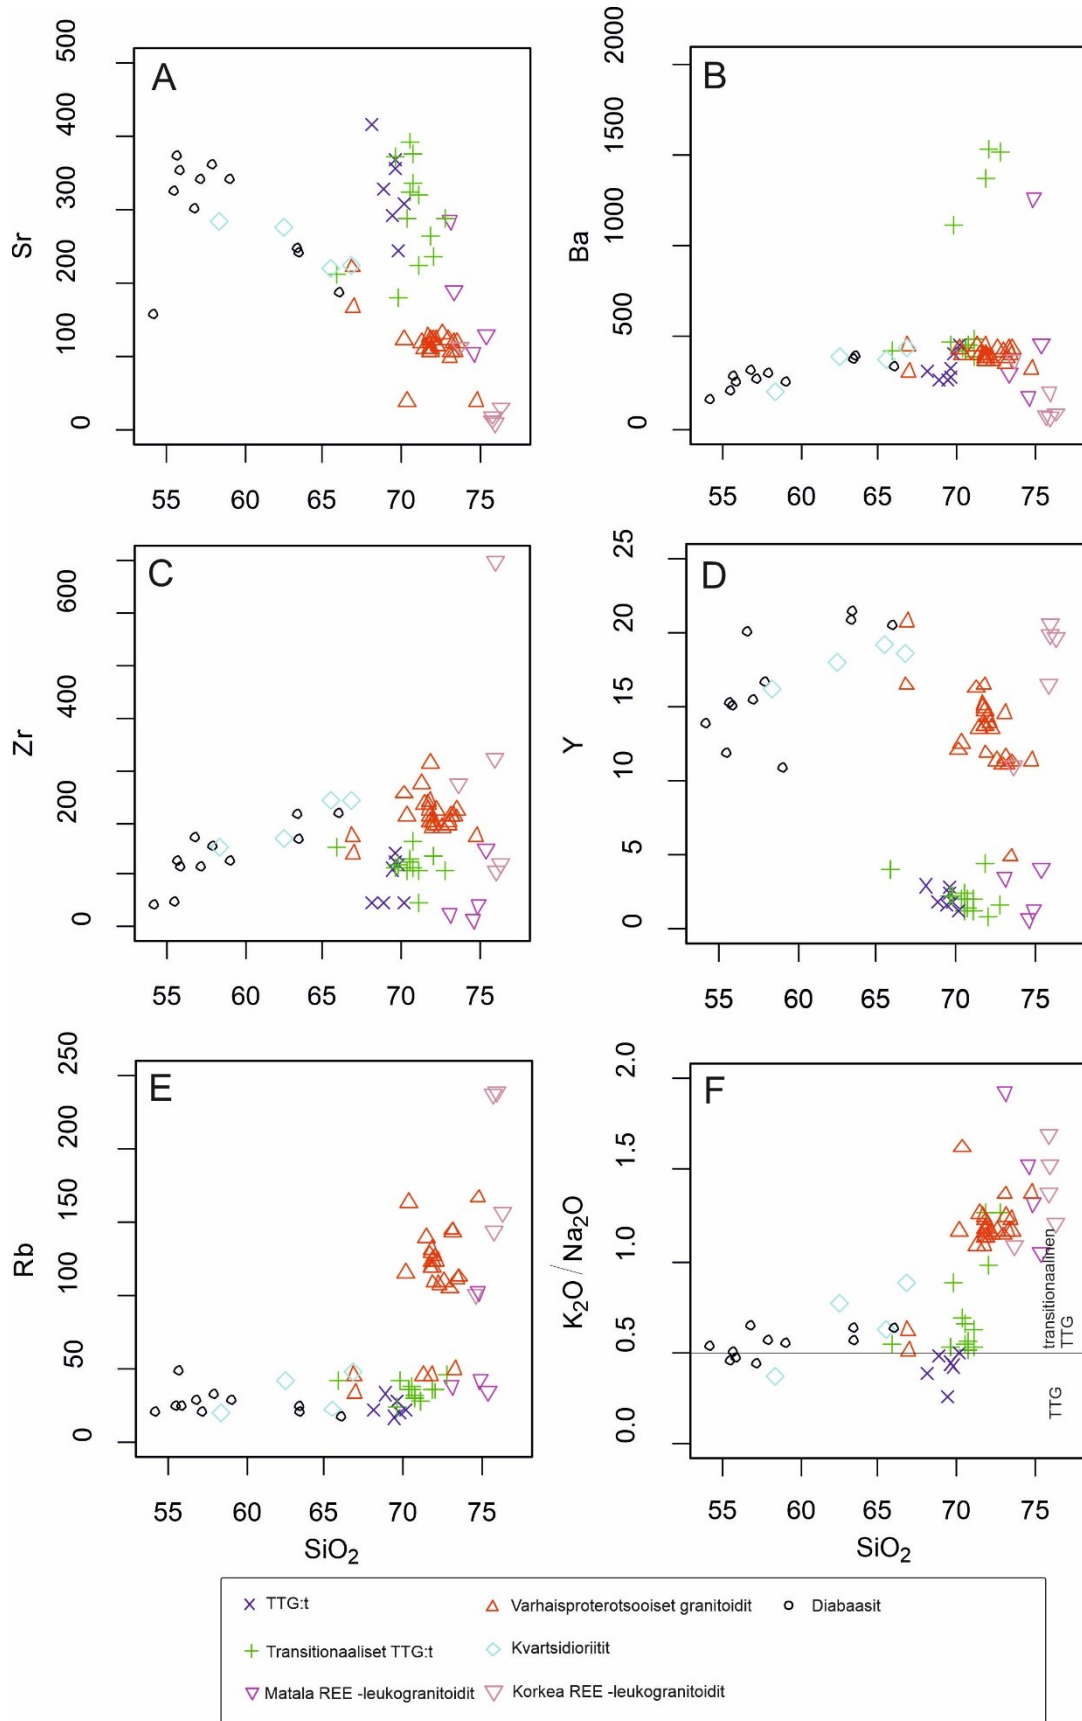 A
Sr
500
400
300
200
100
0
55 60 65 70 75
B
Ba
2000
1500
1000
500
0
55 60 65 70 75
C
Zr
600
400
200
0
55 60 65 70 75
D
Y
25
20
15
10
5
0
55 60 65 70 75
E
Rb
250
200
150
100
50
0
55 60 65 70 75
SiO2
F
K2O / Na2O
2.0
1.5
1.0
0.5
0.0
transitionaalinen
TTG
TTG
55 60 65 70 75
SiO2
TTG:t Varhaisproterotsooiset granitoidit Diabaasit
Transitionaaliset TTG:t Kvartsidioriitit
Matala REE -leukogranitoidit Korkea REE -leukogranitoidit